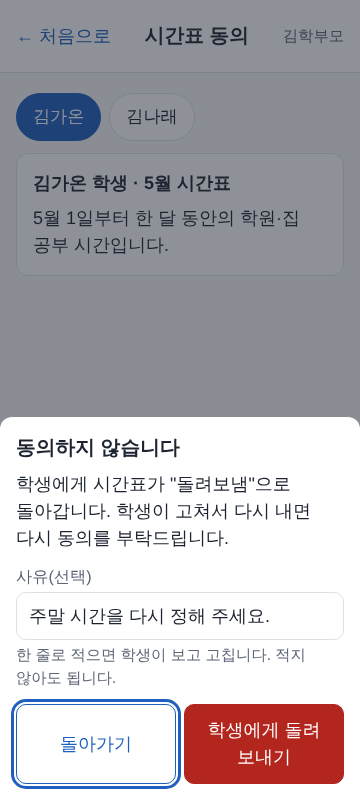 ← 처음으로
시간표 동의
김학부모
김가온
김나래
김가온 학생 · 5월 시간표
5월 1일부터 한 달 동안의 학원·집
공부 시간입니다.
동의하지 않습니다
학생에게 시간표가 "돌려보냄"으로
돌아갑니다. 학생이 고쳐서 다시 내면
다시 동의를 부탁드립니다.
사유(선택)
주말 시간을 다시 정해 주세요.
한 줄로 적으면 학생이 보고 고칩니다. 적지
않아도 됩니다.
돌아가기
학생에게 돌려
보내기